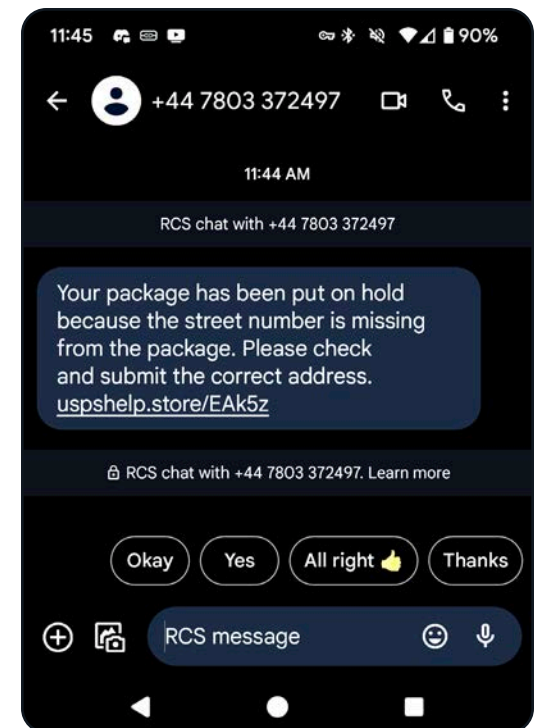 11:45 90%
+44 7803 372497
11:44 AM
RCS chat with +44 7803 372497
Your package has been put on hold
because the street number is missing
from the package. Please check
and submit the correct address.
uspshelp.store/EAk5z
RCS chat with +44 7803 372497. Learn more
Okay Yes All right 👍 Thanks
RCS message